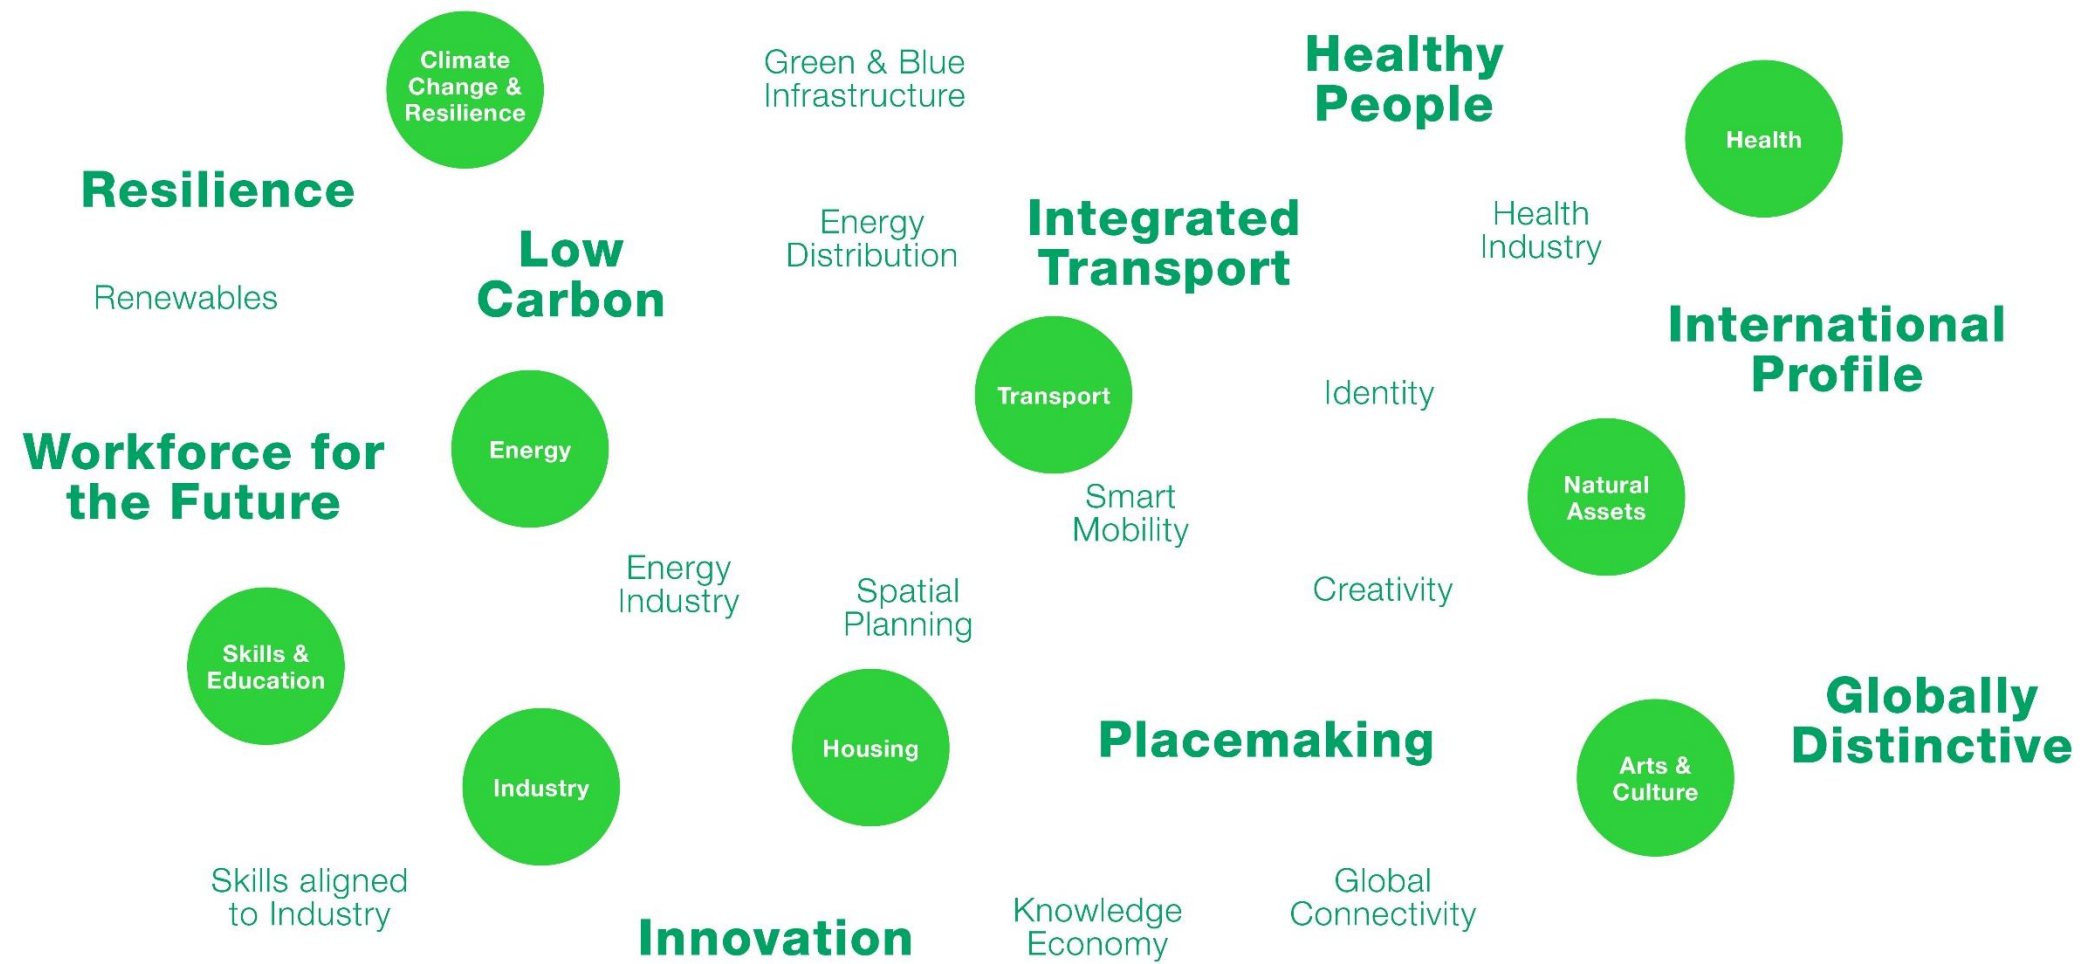 Climate
Change &
Resilience
Green & Blue
Infrastructure
Healthy
People
Health
Resilience
Low
Carbon
Energy
Distribution
Integrated
Transport
Health
Industry
Renewables
International
Profile
Transport
Identity
Workforce for
the Future
Energy
Natural
Assets
Smart
Mobility
Energy
Industry
Spatial
Planning
Creativity
Skills &
Education
Industry
Housing
Placemaking
Arts &
Culture
Globally
Distinctive
Skills aligned
to Industry
Innovation
Knowledge
Economy
Global
Connectivity